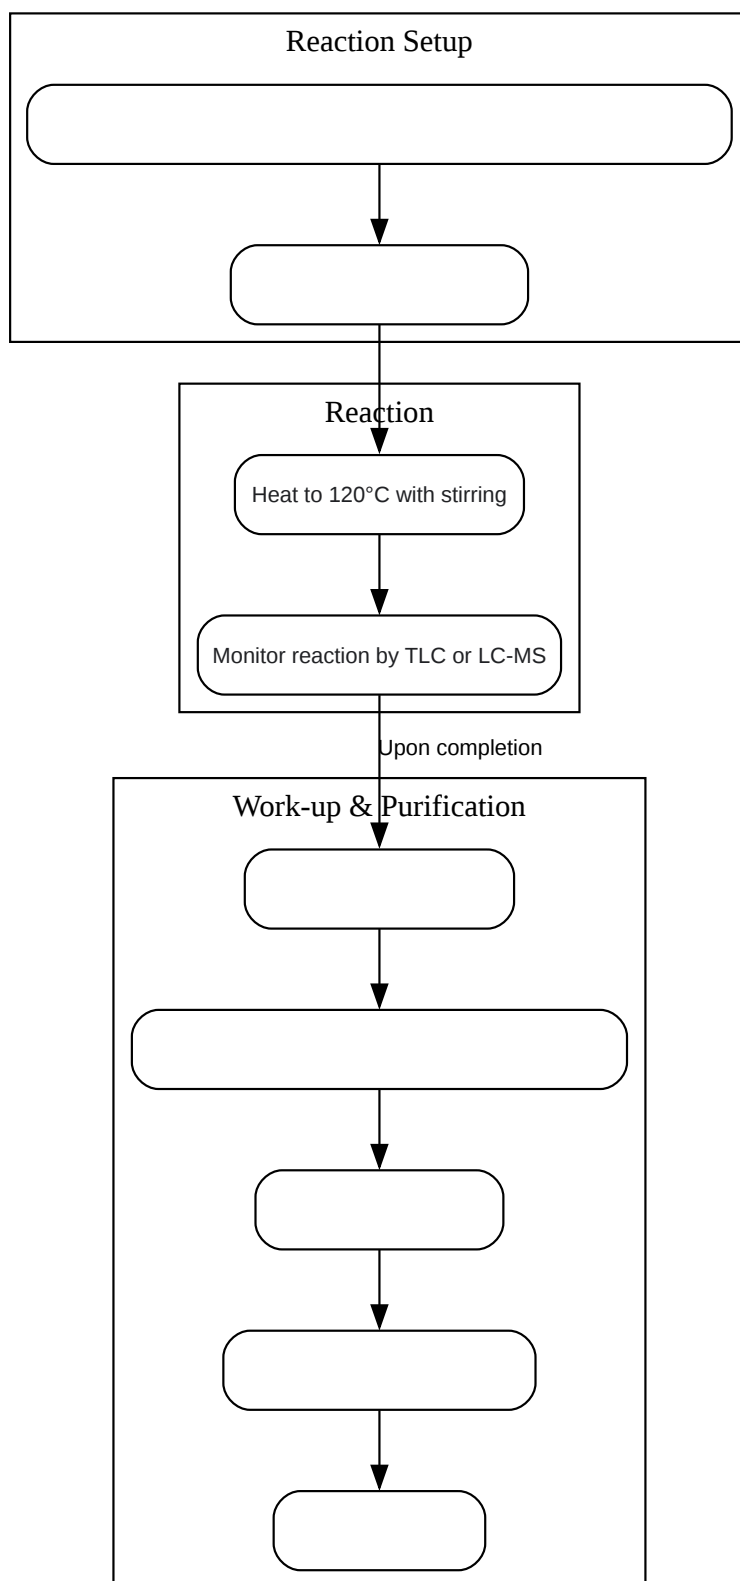 Reaction Setup
Reaction
Heat to 120°C with stirring
Monitor reaction by TLC or LC-MS
Upon completion
Work-up & Purification